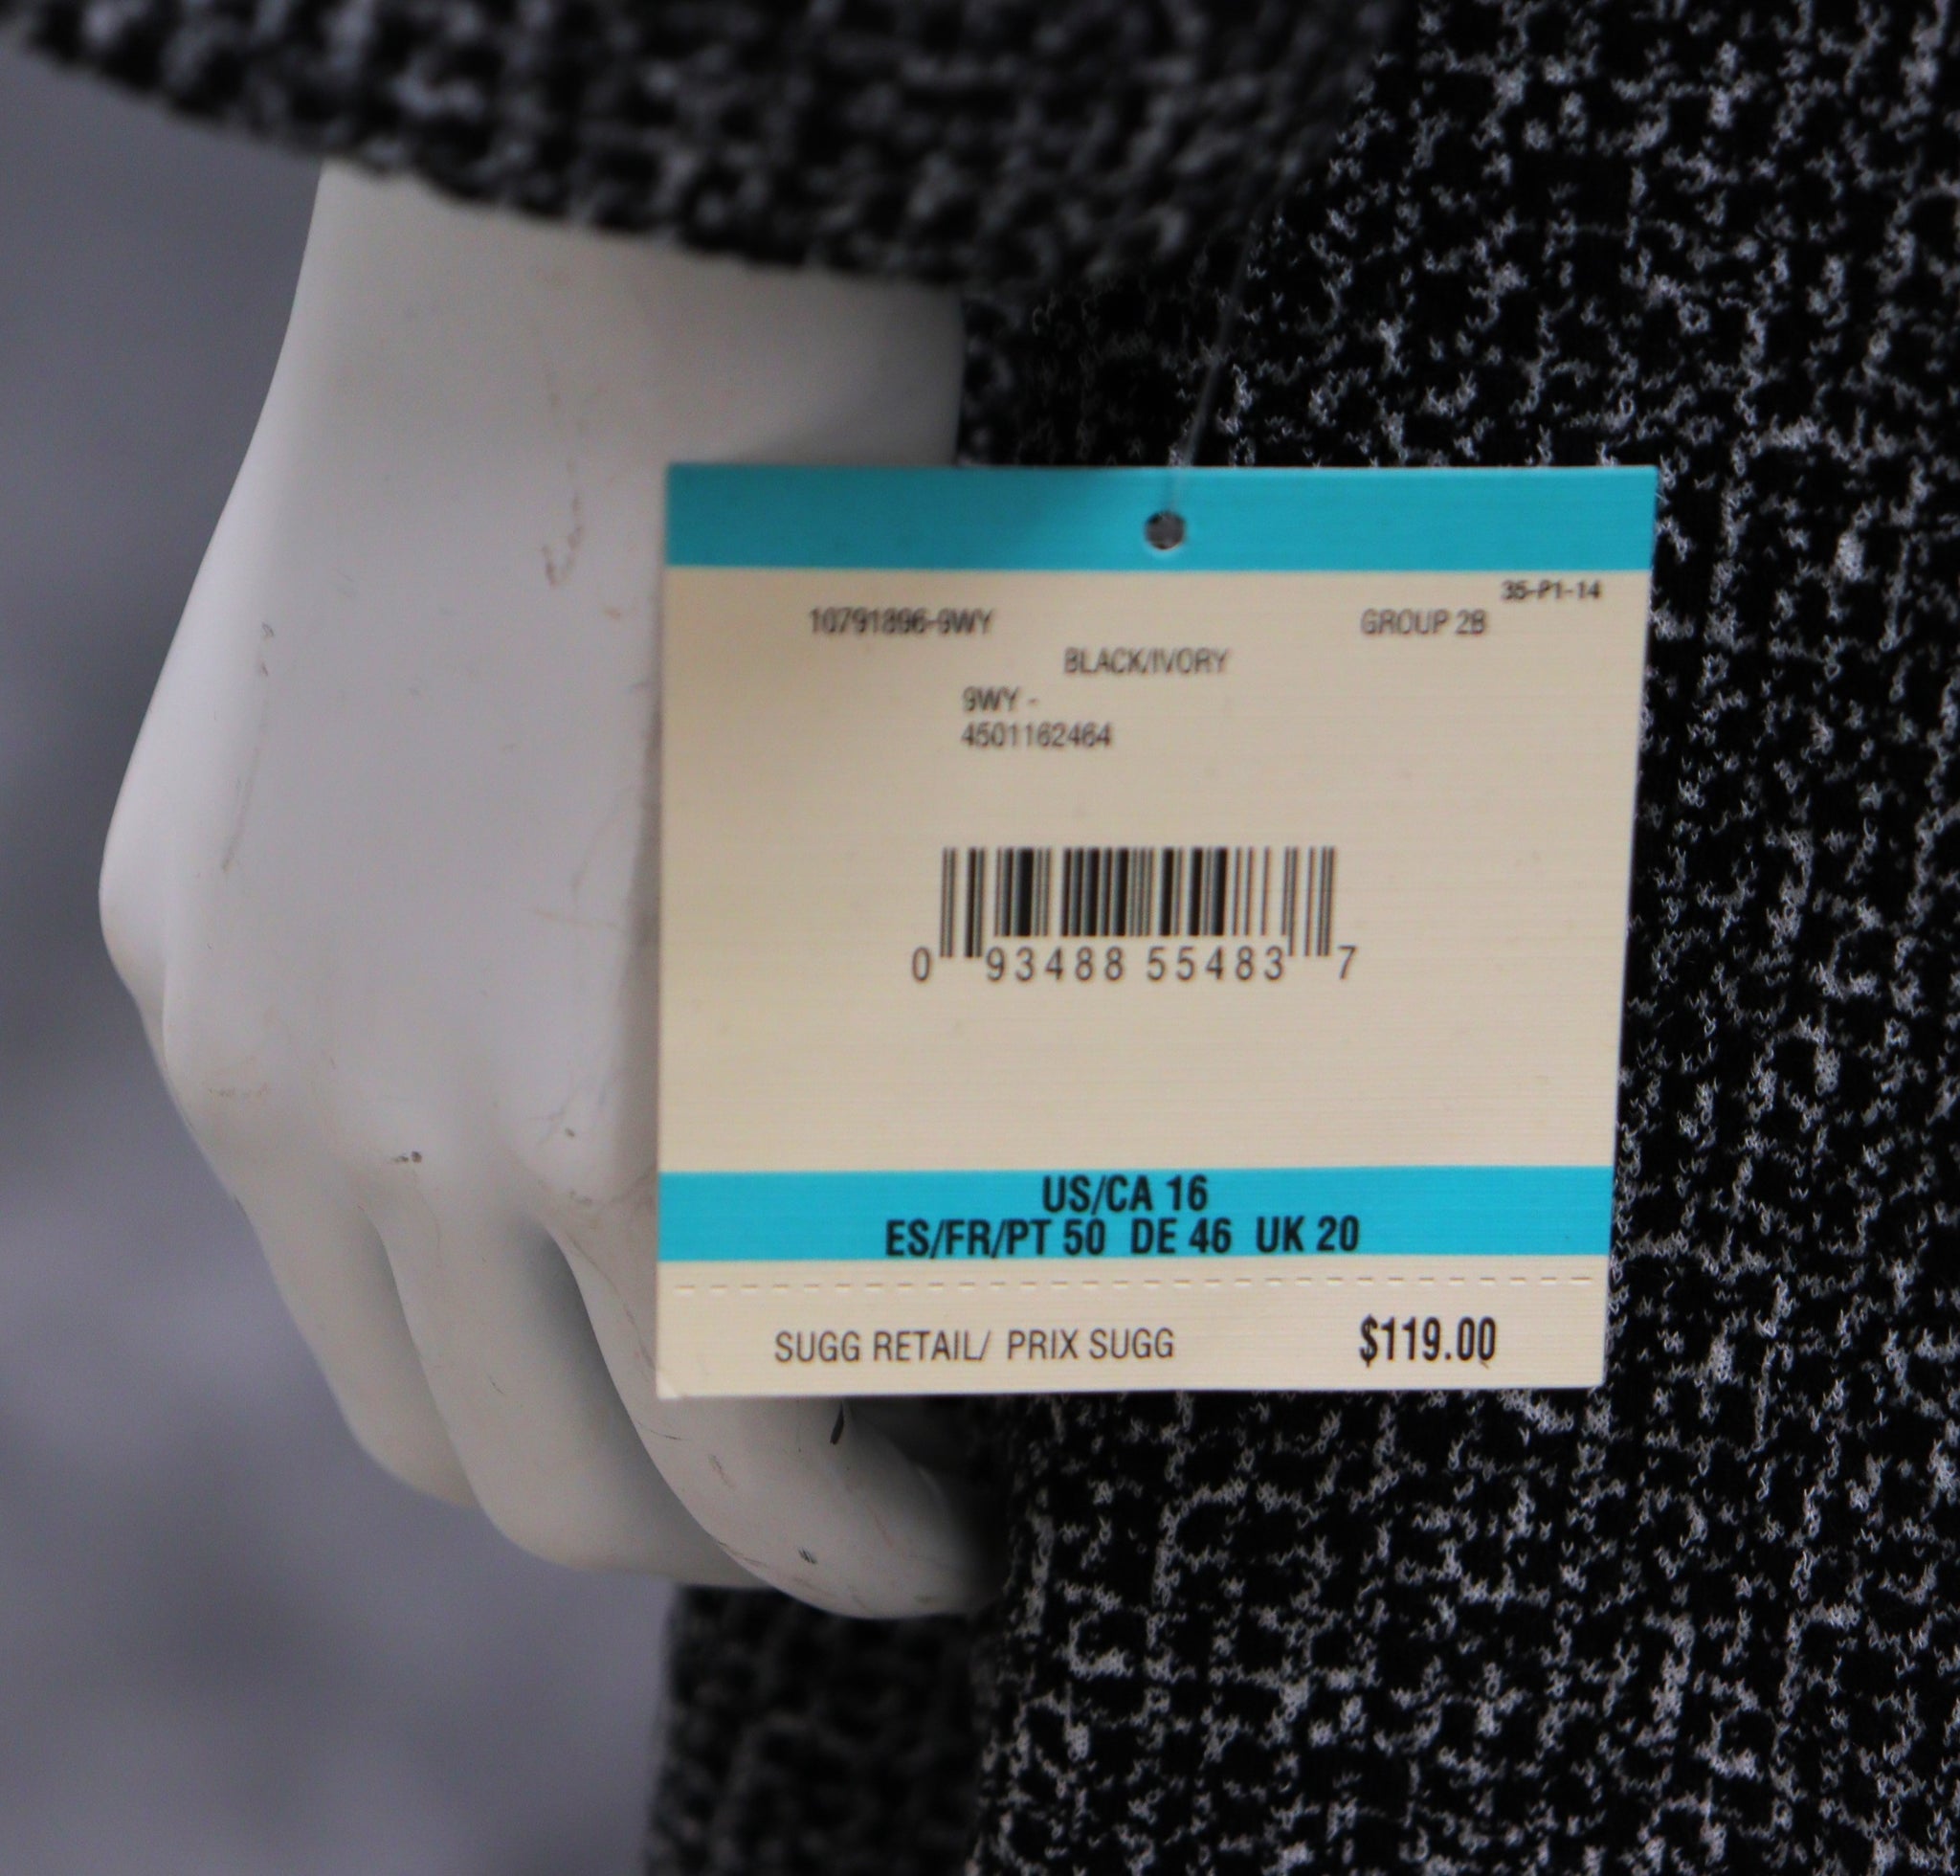 35-P1-14
10791896-9WY GROUP 2B
BLACK/IVORY
9WY -
4501162464
0 93488 55483 7
US/CA 16
ES/FR/PT 50 DE 46 UK 20
SUGG RETAIL/ PRIX SUGG $119.00